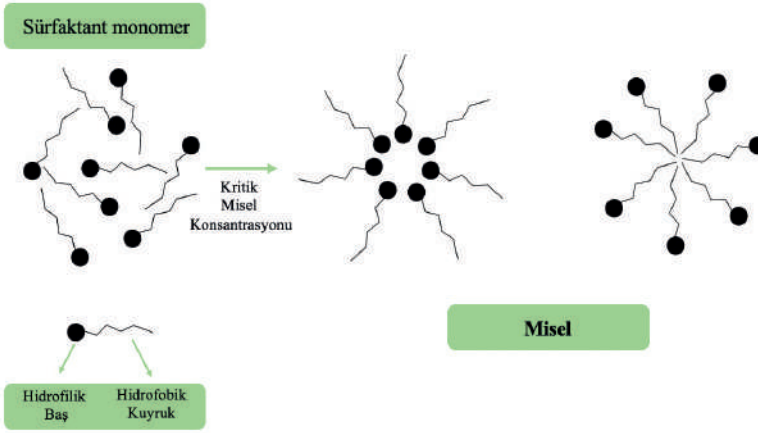 Sürfaktant monomer
Kritik
Misel
Konsantrasyonu
Misel
Hidrofilik
Baş
Hidrofobik
Kuyruk